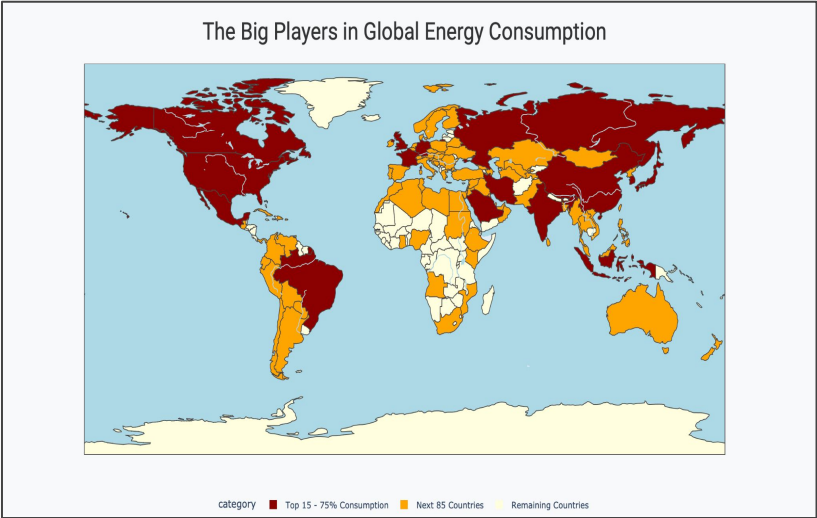 The Big Players in Global Energy Consumption
category Top 15 - 75% Consumption Next 85 Countries Remaining Countries